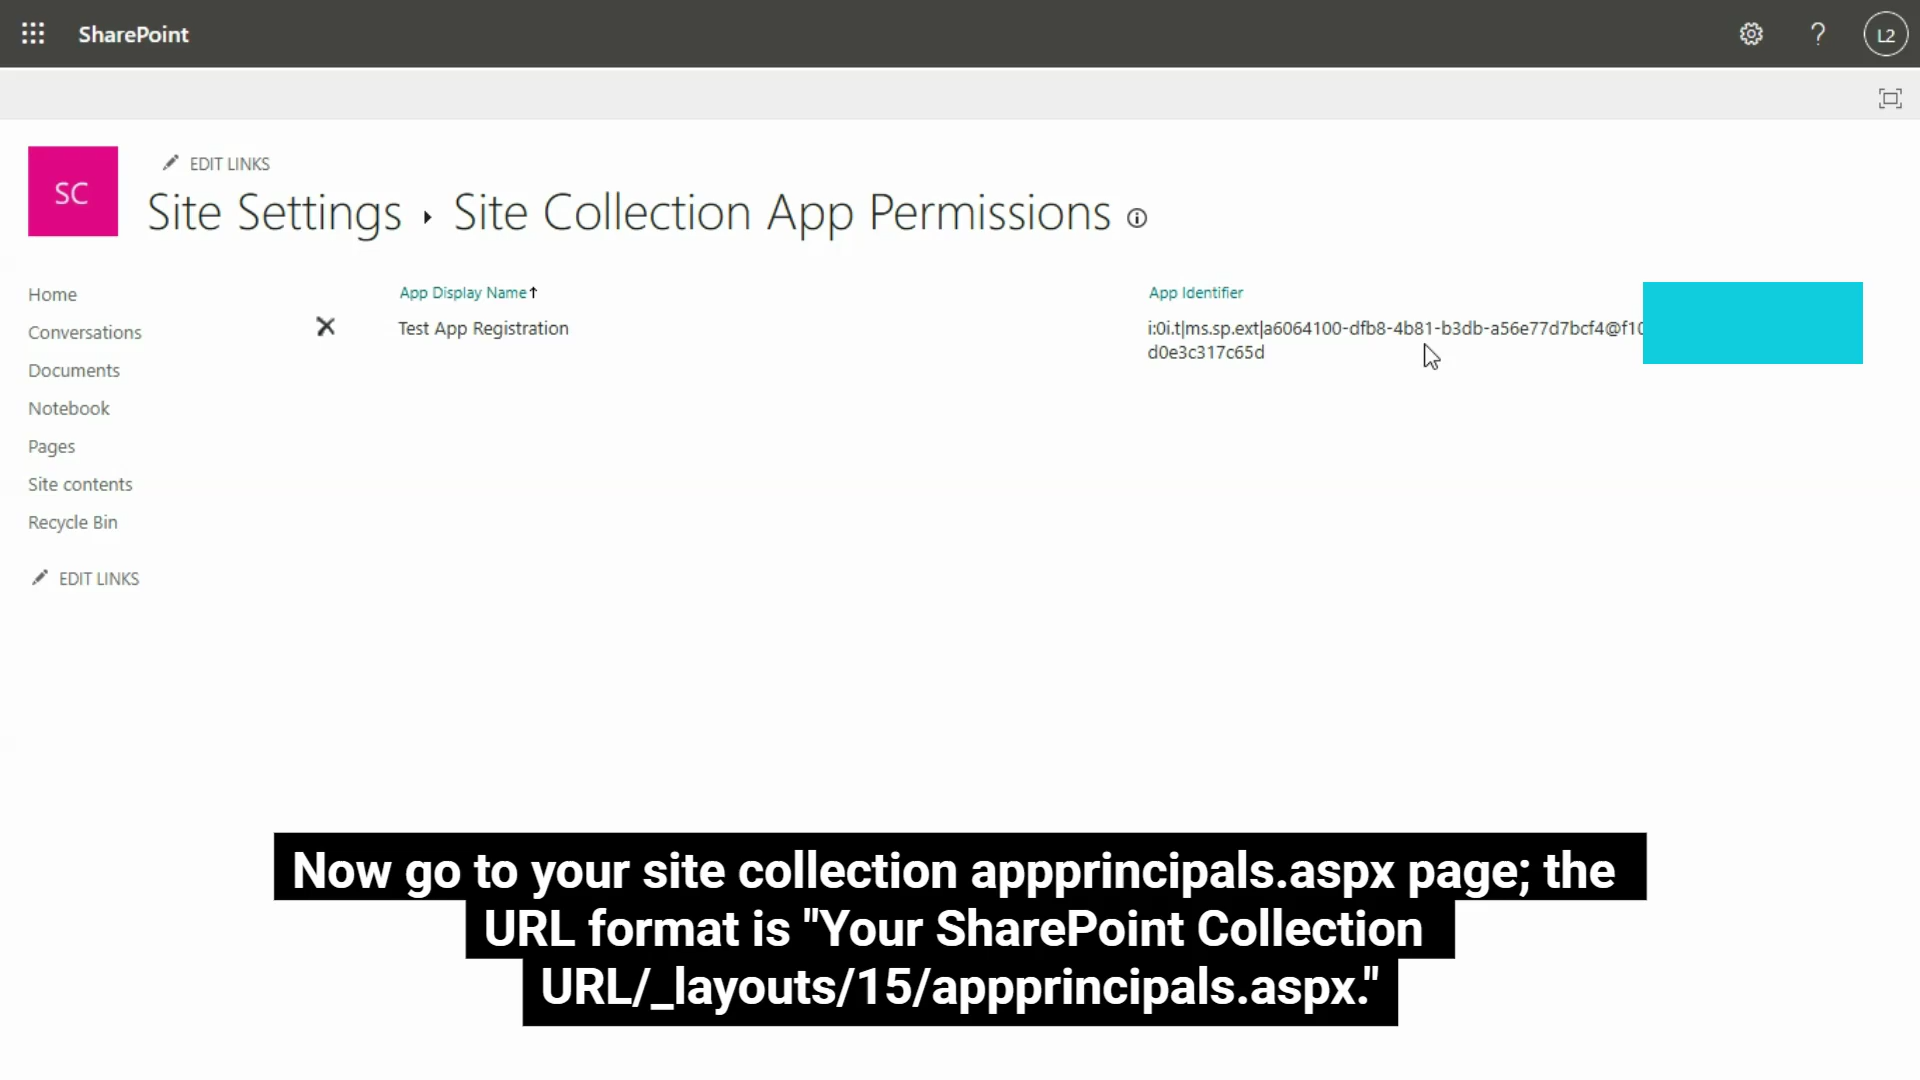 SharePoint
?
L2
SC
EDIT LINKS
Site Settings ▸ Site Collection App Permissions
Home
Conversations
Documents
Notebook
Pages
Site contents
Recycle Bin
EDIT LINKS
App Display Name↑
App Identifier
Test App Registration
i:0i.t|ms.sp.ext|a6064100-dfb8-4b81-b3db-a56e77d7bcf4@f10
d0e3c317c65d
Now go to your site collection appprincipals.aspx page; the
URL format is "Your SharePoint Collection
URL/_layouts/15/appprincipals.aspx."